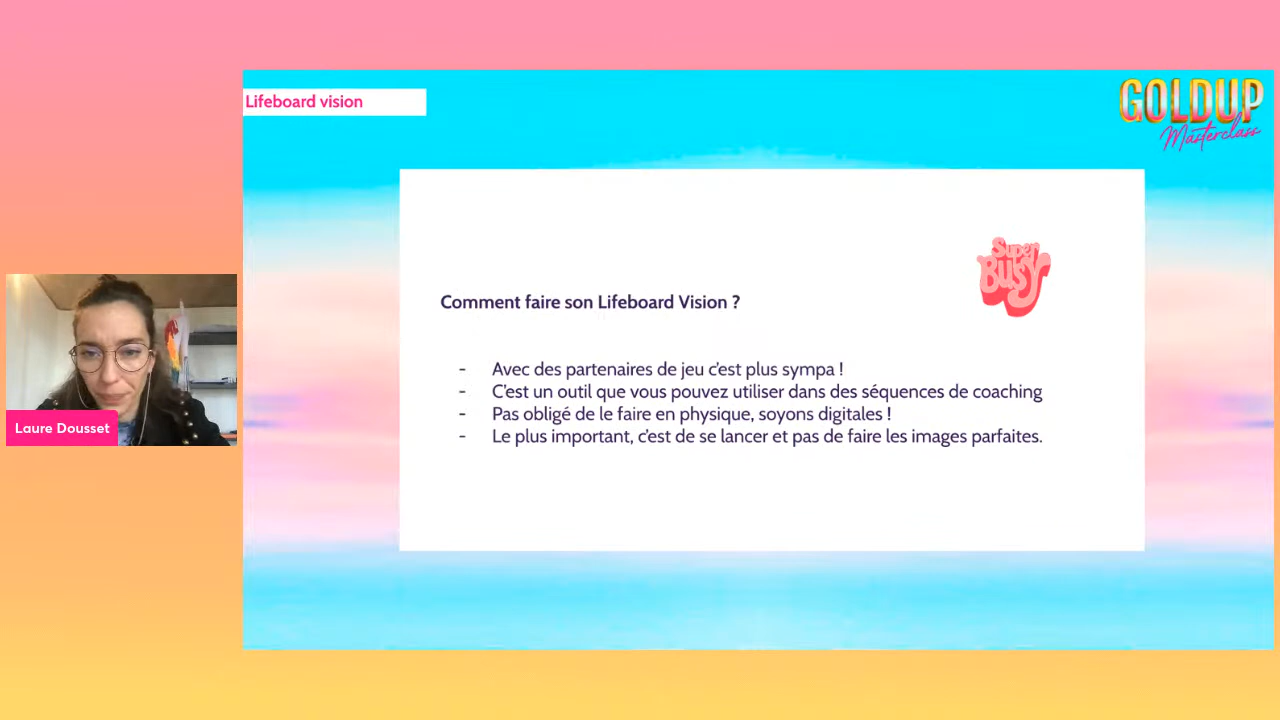 Lifeboard vision
GOLDUP
Masterclass
Super
BUSY
Comment faire son Lifeboard Vision ?
- Avec des partenaires de jeu c'est plus sympa !
- C'est un outil que vous pouvez utiliser dans des séquences de coaching
- Pas obligé de le faire en physique, soyons digitales !
- Le plus important, c'est de se lancer et pas de faire les images parfaites.
Laure Dousset